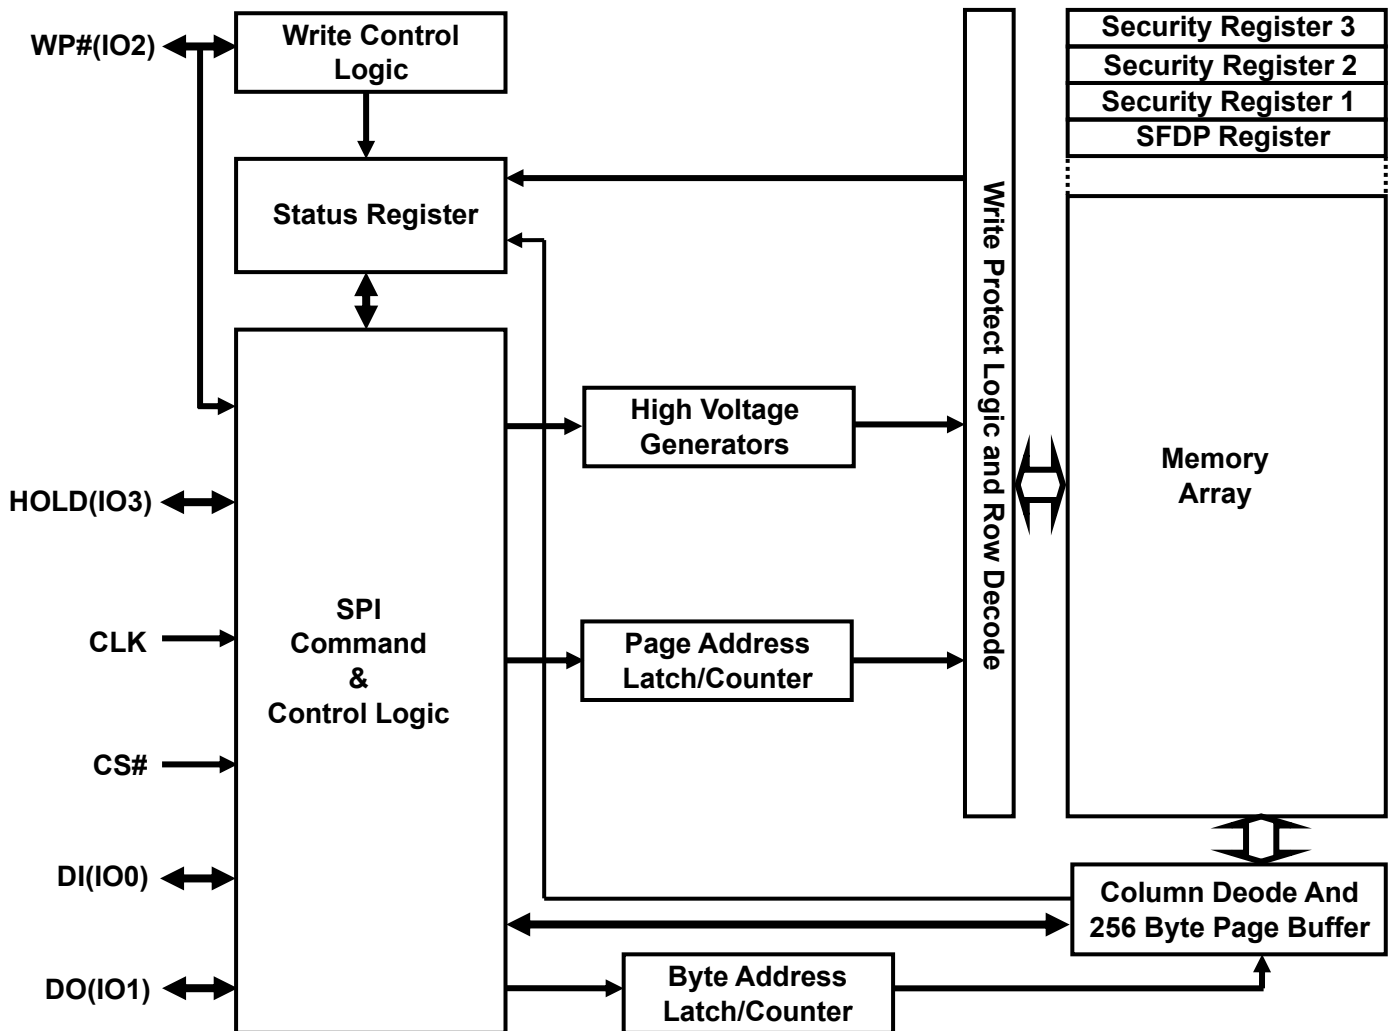 WP#(IO2)
Write Control
Logic
Status Register
HOLD(IO3)
CLK
CS#
DI(IO0)
DO(IO1)
SPI
Command
&
Control Logic
High Voltage
Generators
Page Address
Latch/Counter
Byte Address
Latch/Counter
Write Protect Logic and Row Decode
Security Register 3
Security Register 2
Security Register 1
SFDP Register
Memory
Array
Column Deode And
256 Byte Page Buffer